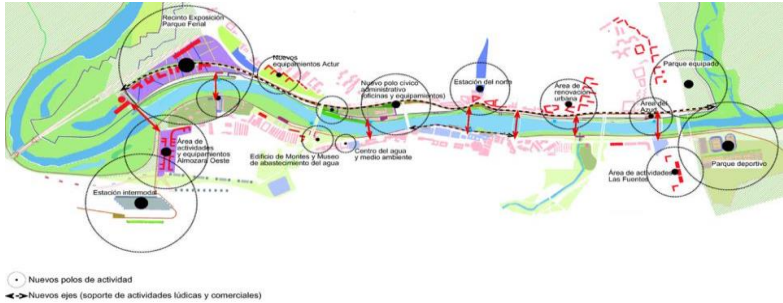 Recinto Exposición
Parque Ferial
Nuevos
equipamientos Actur
Nuevo polo cívico
administrativo
(oficinas y equipamientos)
Estación del norte
Área de
renovación
urbana
Parque equipado
Área del
Azud
Área de
actividades
y equipamientos
Almozara Oeste
Edificio de Montes y Museo
de abastecimiento del agua
Centro del agua
y medio ambiente
Área de actividades
Las Fuentes
Parque deportivo
Estación intermodal
Nuevos polos de actividad
Nuevos ejes (soporte de actividades lúdicas y comerciales)